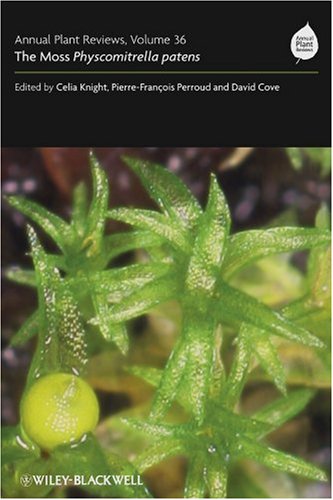 Annual Plant Reviews, Volume 36
The Moss Physcomitrella patens
Edited by Celia Knight, Pierre-François Perroud and David Cove
Annual
Plant
Reviews
WILEY-BLACKWELL